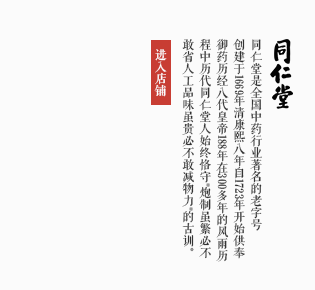 同仁堂
同仁堂是全国中药行业著名的老字号
创建于1669年清康熙八年自1723年开始供奉
御药历经八代皇帝188年在300多年的风雨历
程中历代同仁堂人始终恪守“炮制虽繁必不
敢省人工品味虽贵必不敢减物力”的古训。
进入店铺